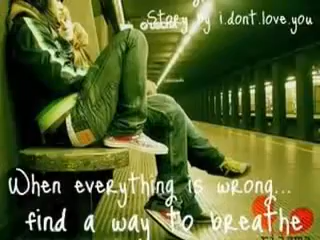 Story by i.dont.love.you
When everything is wrong...
find a way to breathe